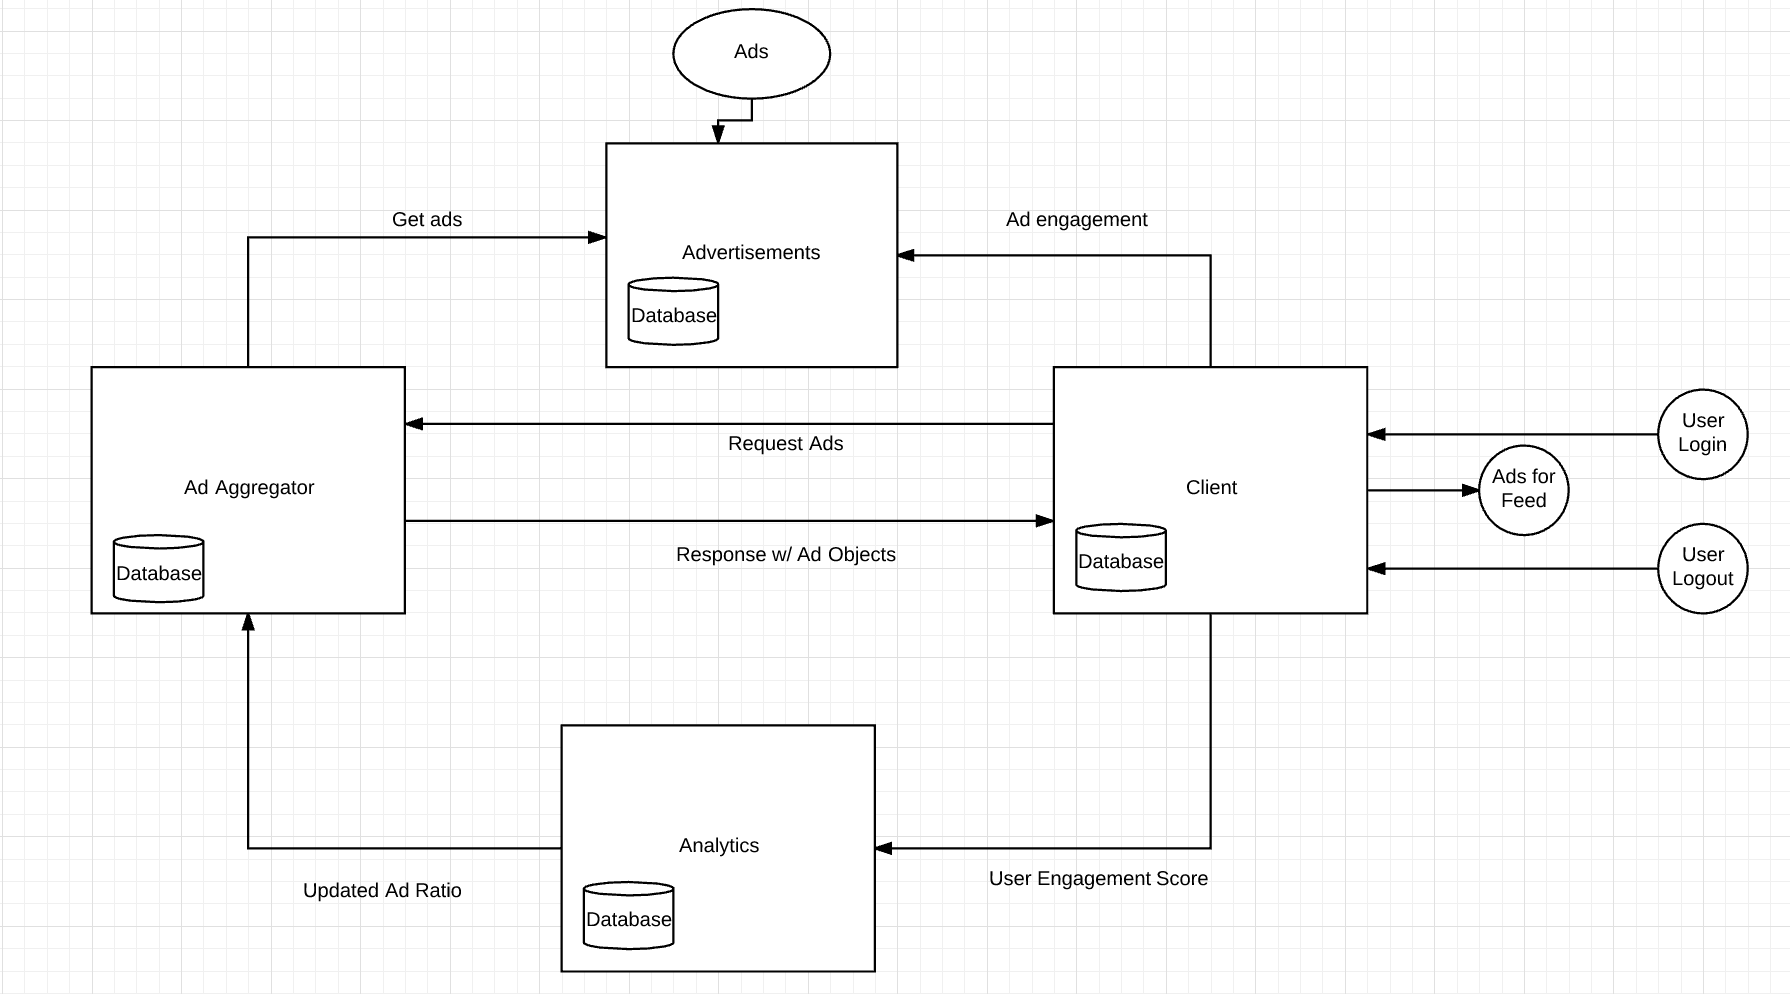 Ads
Get ads
Ad engagement
Advertisements
Database
Request Ads
User
Login
Ad Aggregator
Client
Ads for
Feed
Response w/ Ad Objects
User
Logout
Database
Database
Analytics
Updated Ad Ratio
User Engagement Score
Database